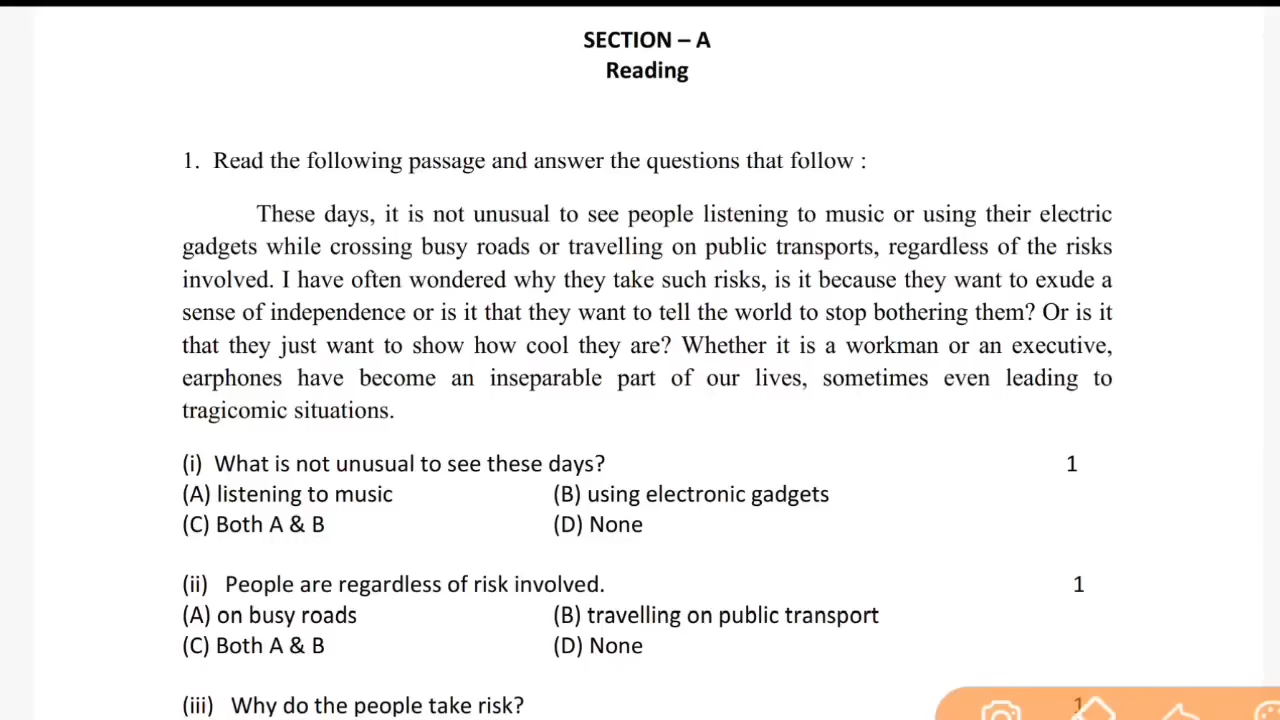 SECTION – A
Reading
1. Read the following passage and answer the questions that follow :
These days, it is not unusual to see people listening to music or using their electric
gadgets while crossing busy roads or travelling on public transports, regardless of the risks
involved. I have often wondered why they take such risks, is it because they want to exude a
sense of independence or is it that they want to tell the world to stop bothering them? Or is it
that they just want to show how cool they are? Whether it is a workman or an executive,
earphones have become an inseparable part of our lives, sometimes even leading to
tragicomic situations.
(i) What is not unusual to see these days? 1
(A) listening to music (B) using electronic gadgets
(C) Both A & B (D) None
(ii) People are regardless of risk involved. 1
(A) on busy roads (B) travelling on public transport
(C) Both A & B (D) None
(iii) Why do the people take risk? 1